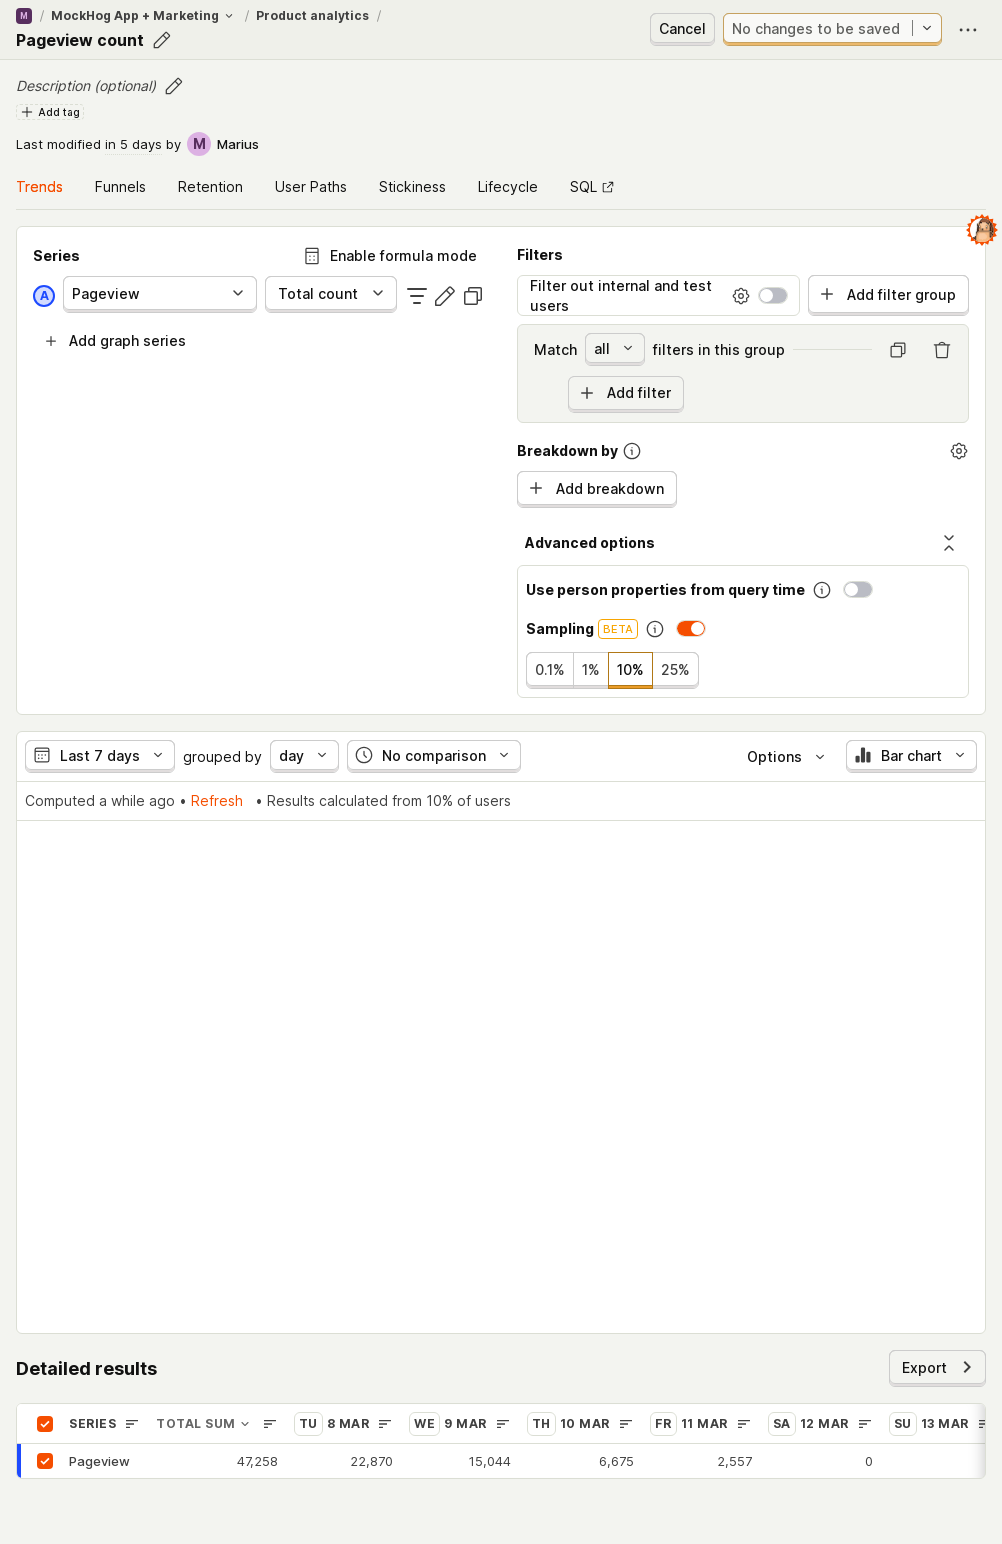 M / MockHog App + Marketing / Product analytics /
Pageview count
Cancel
No changes to be saved
Description (optional)
Add tag
Last modified in 5 days by M Marius
Trends Funnels Retention User Paths Stickiness Lifecycle SQL
Series
Enable formula mode
A Pageview Total count
Add graph series
Filters
Filter out internal and test users
Add filter group
Match all filters in this group
Add filter
Breakdown by
Add breakdown
Advanced options
Use person properties from query time
Sampling BETA
0.1% 1% 10% 25%
Last 7 days grouped by day No comparison Options Bar chart
Computed a while ago • Refresh • Results calculated from 10% of users
Detailed results
Export
SERIES TOTAL SUM TU 8 MAR WE 9 MAR TH 10 MAR FR 11 MAR SA 12 MAR SU 13 MAR
Pageview 47,258 22,870 15,044 6,675 2,557 0